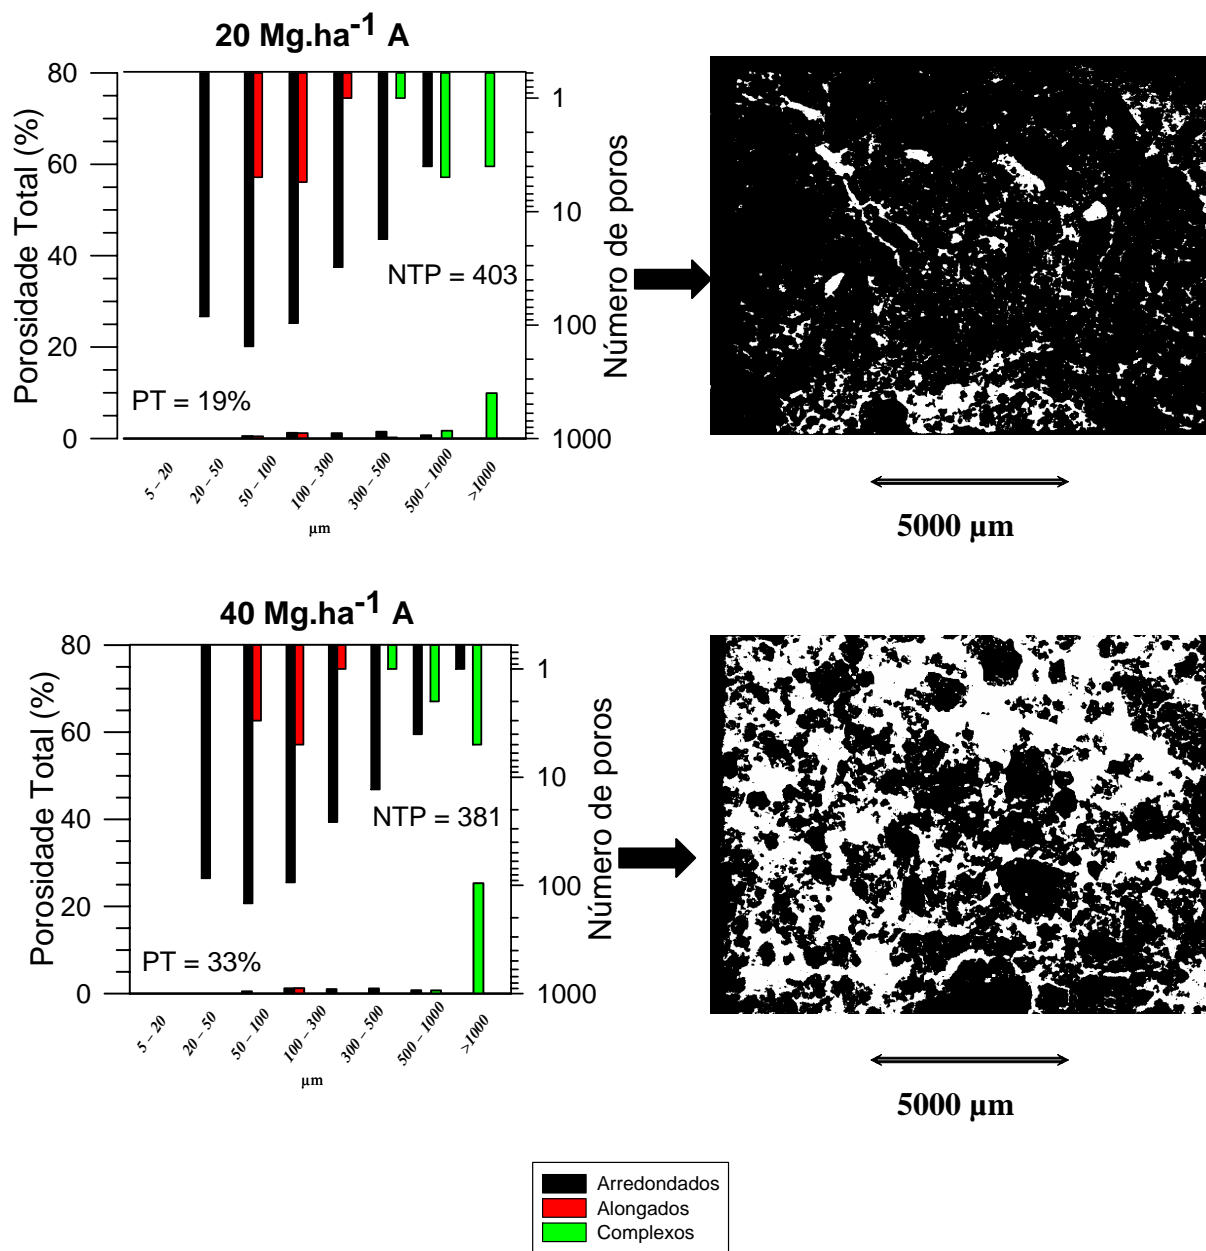 20 Mg.ha-1 A
Porosidade Total (%)
80
60
40
20
0
1
10
100
1000
Número de poros
NTP = 403
PT = 19%
5 – 20
20 – 50
50 – 100
100 – 300
300 – 500
500 – 1000
>1000
µm
5000 µm
40 Mg.ha-1 A
Porosidade Total (%)
80
60
40
20
0
1
10
100
1000
Número de poros
NTP = 381
PT = 33%
5 – 20
20 – 50
50 – 100
100 – 300
300 – 500
500 – 1000
>1000
µm
5000 µm
Arredondados
Alongados
Complexos